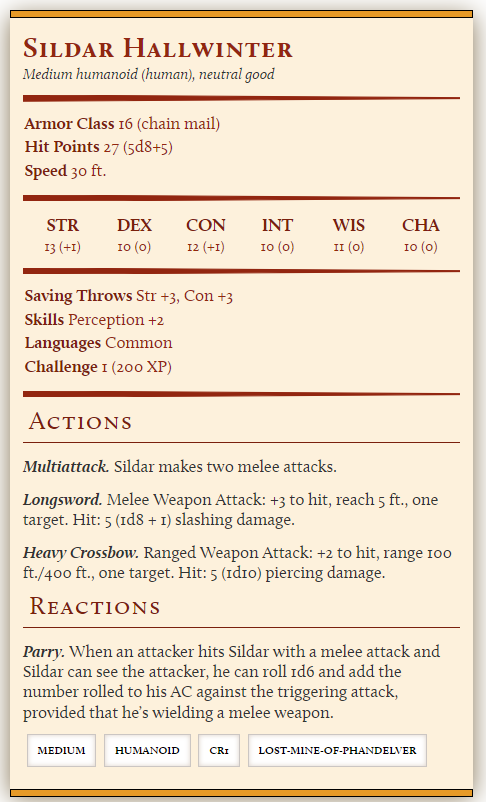 Sildar Hallwinter
Medium humanoid (human), neutral good
Armor Class 16 (chain mail)
Hit Points 27 (5d8+5)
Speed 30 ft.
STR DEX CON INT WIS CHA
13 (+1) 10 (0) 12 (+1) 10 (0) 11 (0) 10 (0)
Saving Throws Str +3, Con +3
Skills Perception +2
Languages Common
Challenge 1 (200 XP)
Actions
Multiattack. Sildar makes two melee attacks.
Longsword. Melee Weapon Attack: +3 to hit, reach 5 ft., one
target. Hit: 5 (1d8 + 1) slashing damage.
Heavy Crossbow. Ranged Weapon Attack: +2 to hit, range 100
ft./400 ft., one target. Hit: 5 (1d10) piercing damage.
Reactions
Parry. When an attacker hits Sildar with a melee attack and
Sildar can see the attacker, he can roll 1d6 and add the
number rolled to his AC against the triggering attack,
provided that he's wielding a melee weapon.
MEDIUM HUMANOID CR1 LOST-MINE-OF-PHANDELVER